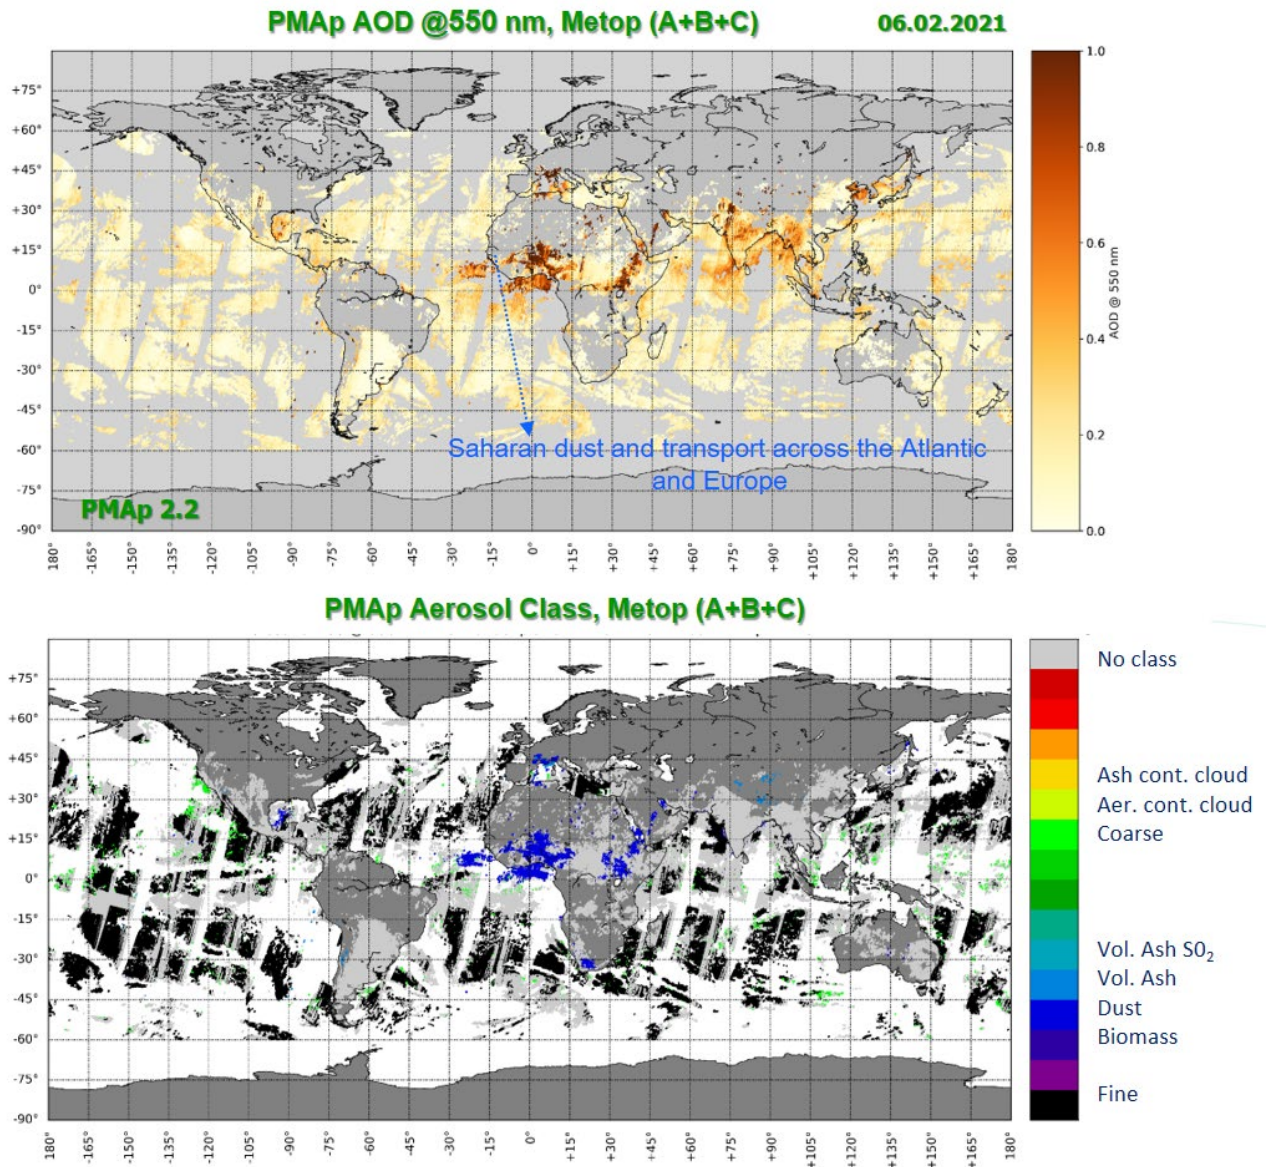 PMAp AOD @550 nm, Metop (A+B+C) 06.02.2021
+75°
+60°
+45°
+30°
+15°
0°
-15°
-30°
-45°
-60°
-75°
-90°
Saharan dust and transport across the Atlantic
and Europe
PMAp 2.2
180° -165° -150° -135° -120° -105° -90° -75° -60° -45° -30° -15° 0° +15° +30° +45° +60° +75° +90° +105 +120° +135° +150° +165° 180°
1.0
0.8
0.6
0.4
0.2
0.0
AOD @ 550 nm
PMAp Aerosol Class, Metop (A+B+C)
+75°
+60°
+45°
+30°
+15°
0°
-15°
-30°
-45°
-60°
-75°
-90°
180° -165° -150° -135° -120° -105° -90° -75° -60° -45° -30° -15° 0° +15° +30° +45° +60° +75° +90° +105° +120° +135° +150° +165° 180°
No class
Ash cont. cloud
Aer. cont. cloud
Coarse
Vol. Ash SO₂
Vol. Ash
Dust
Biomass
Fine